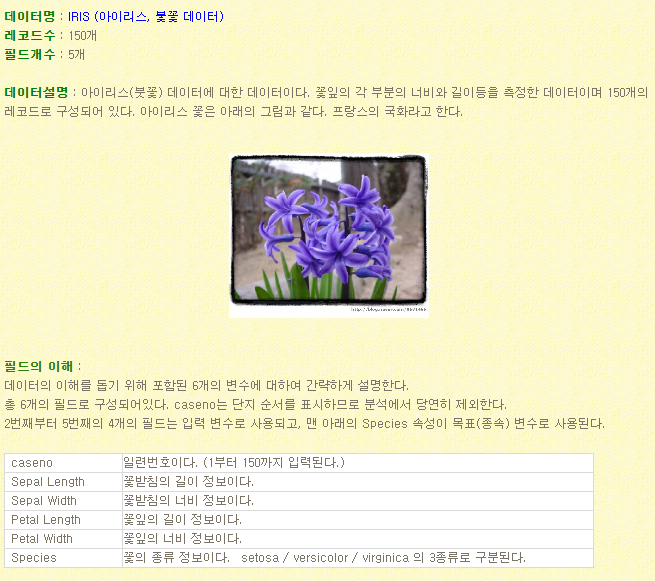 데이터명 : IRIS (아이리스, 붗꽃 데이터)
레코드수 : 150개
필드개수 : 5개
데이터설명 : 아이리스(붓꽃) 데이터에 대한 데이터이다. 꽃잎의 각 부분의 너비와 길이등을 측정한 데이터이며 150개의
레코드로 구성되어 있다. 아이리스 꽃은 아래의 그림과 같다. 프랑스의 국화라고 한다.
필드의 이해 :
데이터의 이해를 돕기 위해 포함된 6개의 변수에 대하여 간략하게 설명한다.
총 6개의 필드로 구성되어있다. caseno는 단지 순서를 표시하므로 분석에서 당연히 제외한다.
2번째부터 5번째의 4개의 필드는 입력 변수로 사용되고, 맨 아래의 Species 속성이 목표(종속) 변수로 사용된다.
caseno 일련번호이다. (1부터 150까지 입력된다.)
Sepal Length 꽃받침의 길이 정보이다.
Sepal Width 꽃받침의 너비 정보이다.
Petal Length 꽃잎의 길이 정보이다.
Petal Width 꽃잎의 너비 정보이다.
Species 꽃의 종류 정보이다. setosa / versicolor / virginica 의 3종류로 구분된다.